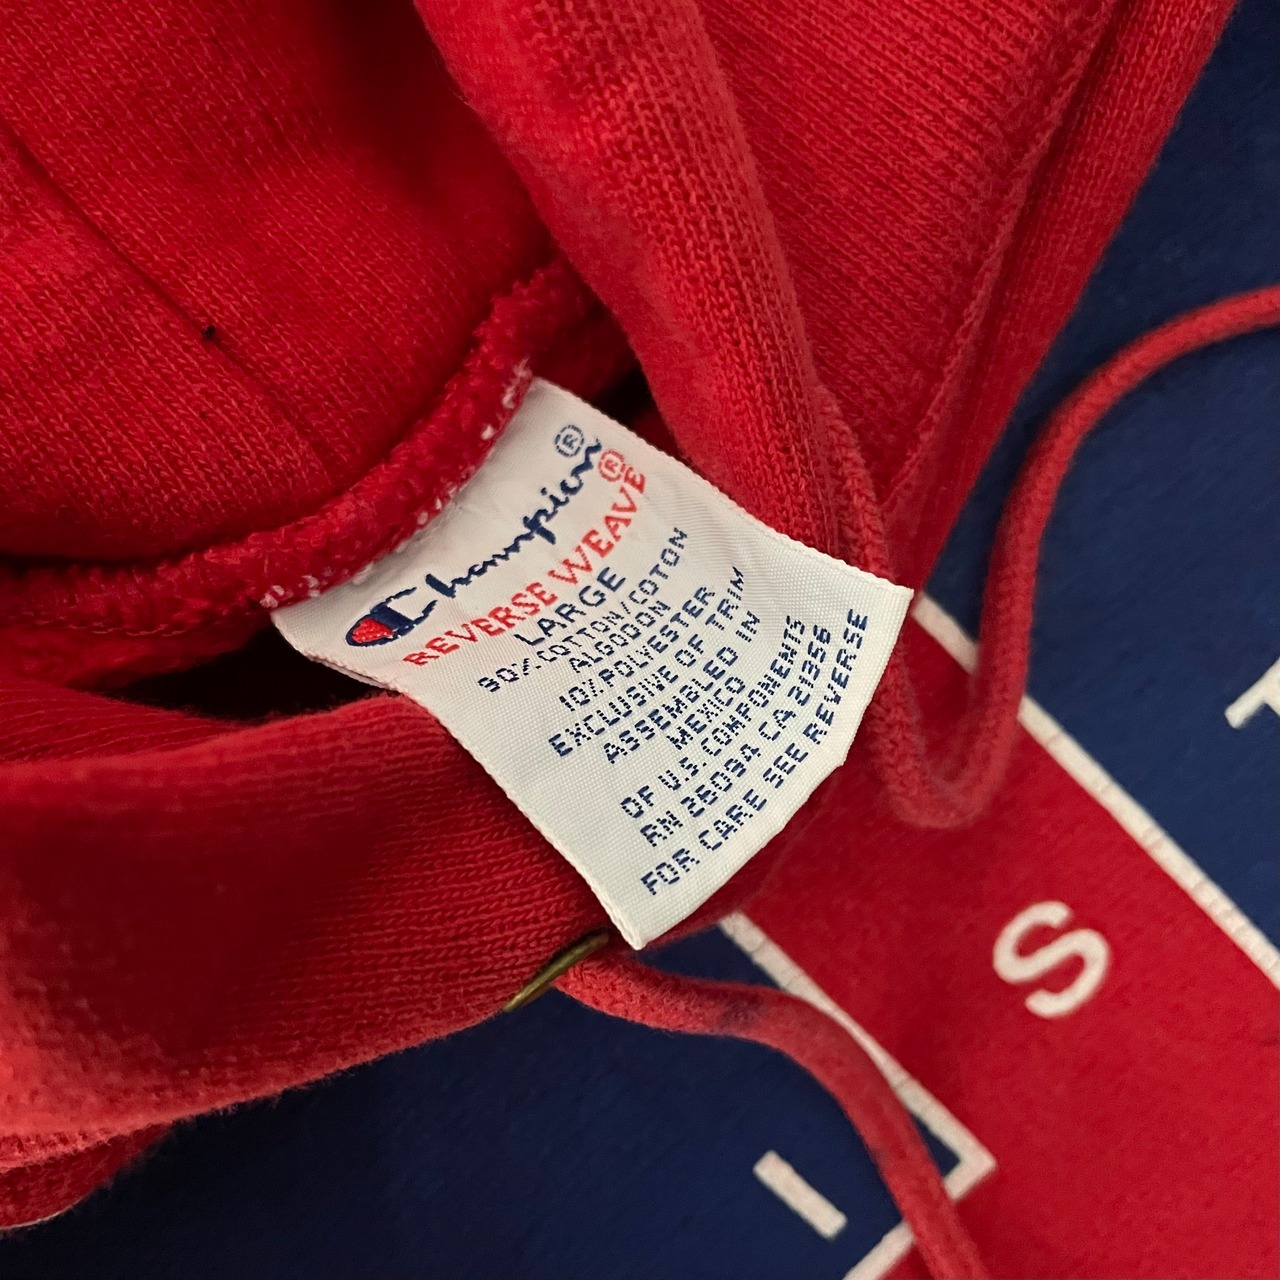 Champion®
REVERSE WEAVE®
LARGE
90% COTTON/COTON
ALGODON
10% POLYESTER
EXCLUSIVE OF TRIM
ASSEMBLED IN
MEXICO
OF U.S. COMPONENTS
RN 26094 CA 21356
FOR CARE SEE REVERSE
S
I